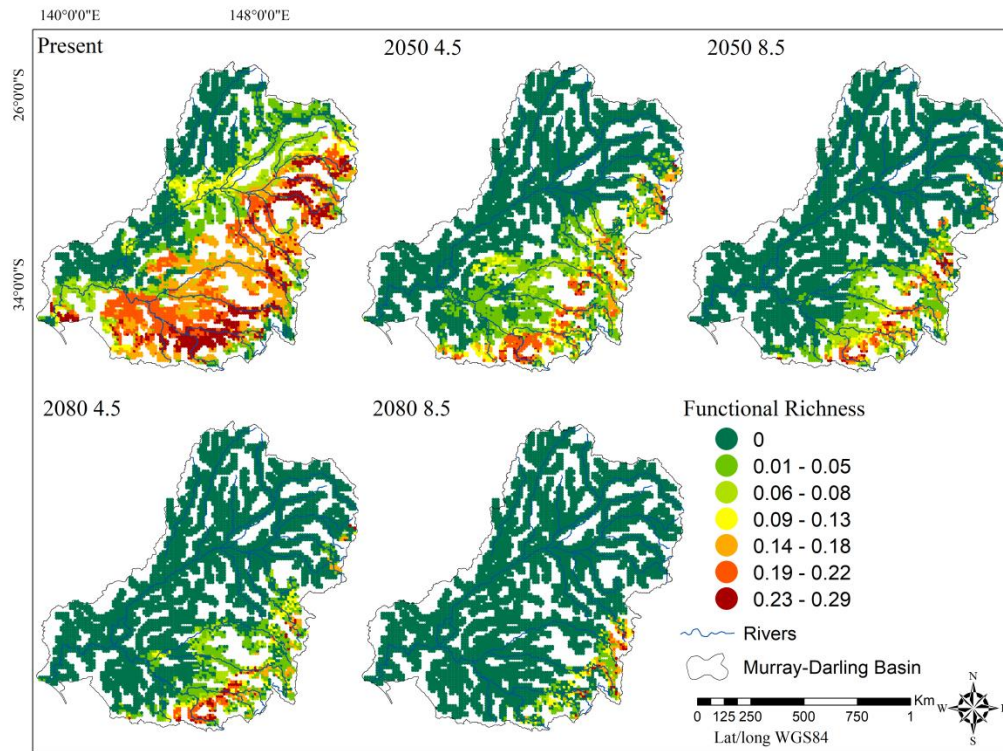 140°0'0"E 148°0'0"E
Present 2050 4.5 2050 8.5
26°0'0"S
34°0'0"S
2080 4.5 2080 8.5 Functional Richness
0
0.01 - 0.05
0.06 - 0.08
0.09 - 0.13
0.14 - 0.18
0.19 - 0.22
0.23 - 0.29
Rivers
Murray-Darling Basin
Km
0 125 250 500 750 1
Lat/long WGS84
N
W
S